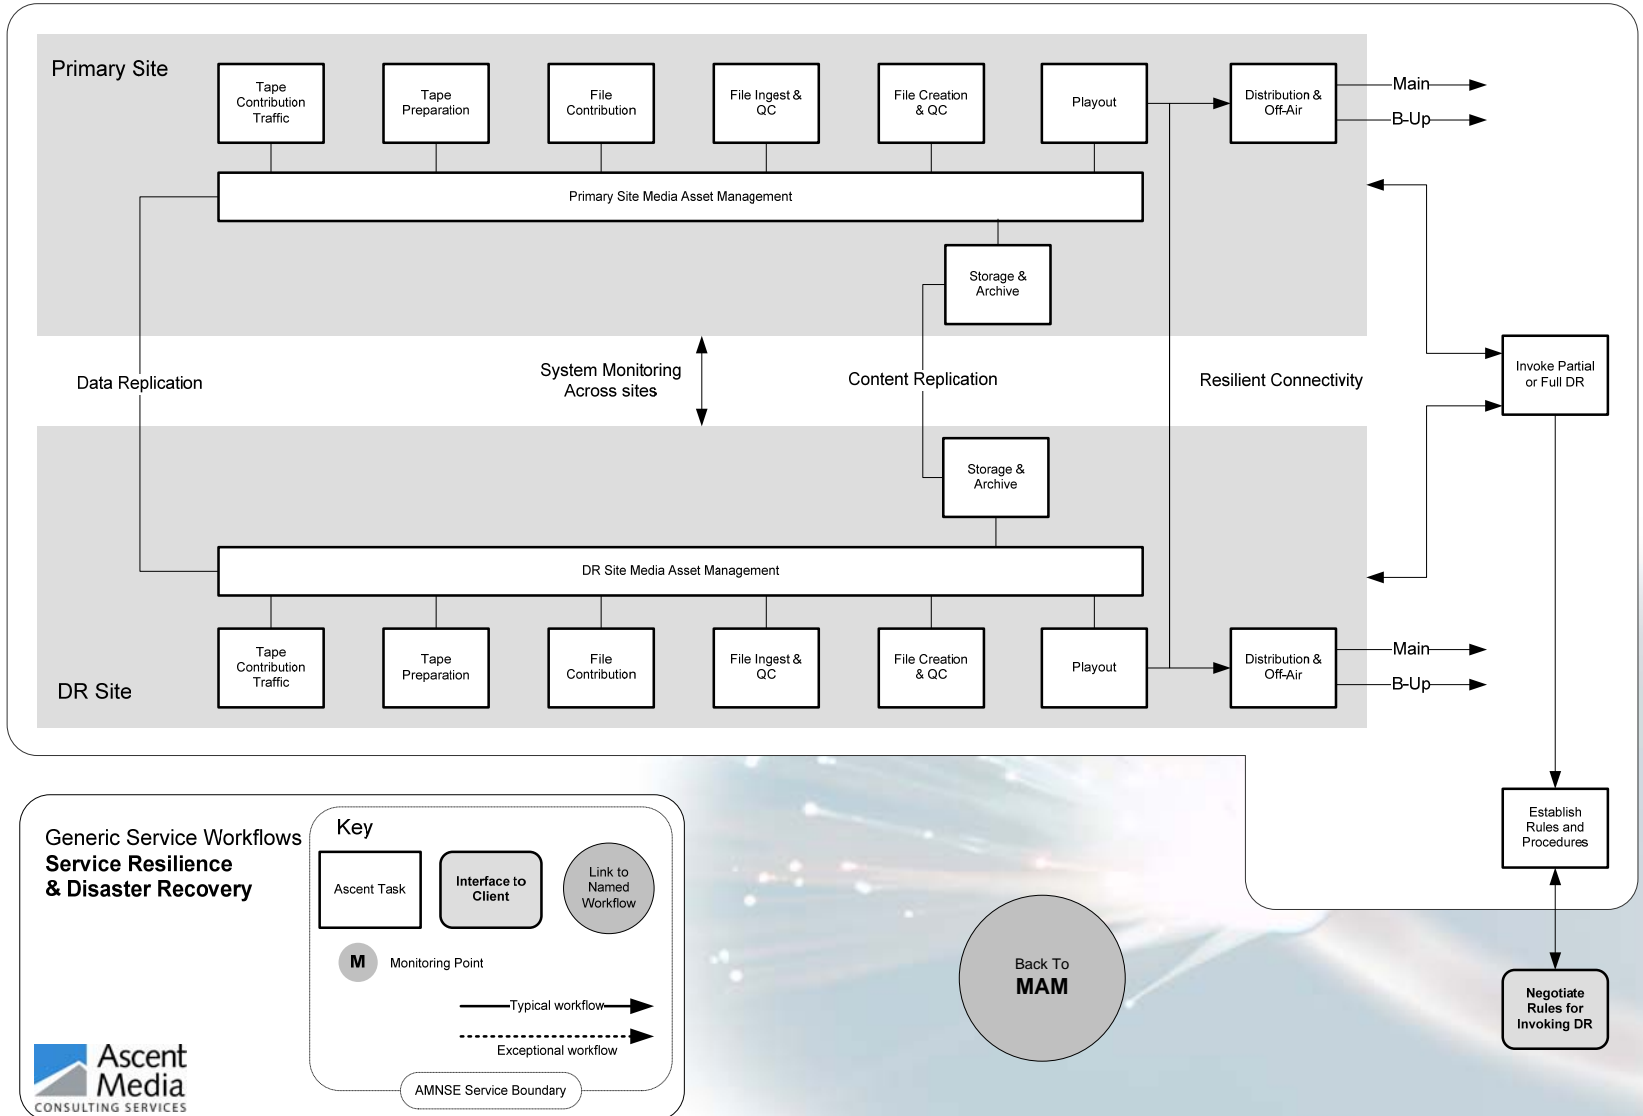 Primary Site
Tape
Contribution
Traffic
Tape
Preparation
File
Contribution
File Ingest &
QC
File Creation
& QC
Playout
Distribution &
Off-Air
Main
B-Up
Primary Site Media Asset Management
Storage &
Archive
Data Replication
System Monitoring
Across sites
Content Replication
Resilient Connectivity
Invoke Partial
or Full DR
Storage &
Archive
DR Site Media Asset Management
DR Site
Tape
Contribution
Traffic
Tape
Preparation
File
Contribution
File Ingest &
QC
File Creation
& QC
Playout
Distribution &
Off-Air
Main
B-Up
Establish
Rules and
Procedures
Negotiate
Rules for
Invoking DR
Back To
MAM
Generic Service Workflows
Service Resilience
& Disaster Recovery
Key
Ascent Task
Interface to
Client
Link to
Named
Workflow
M Monitoring Point
Typical workflow
Exceptional workflow
AMNSE Service Boundary
Ascent
Media
CONSULTING SERVICES